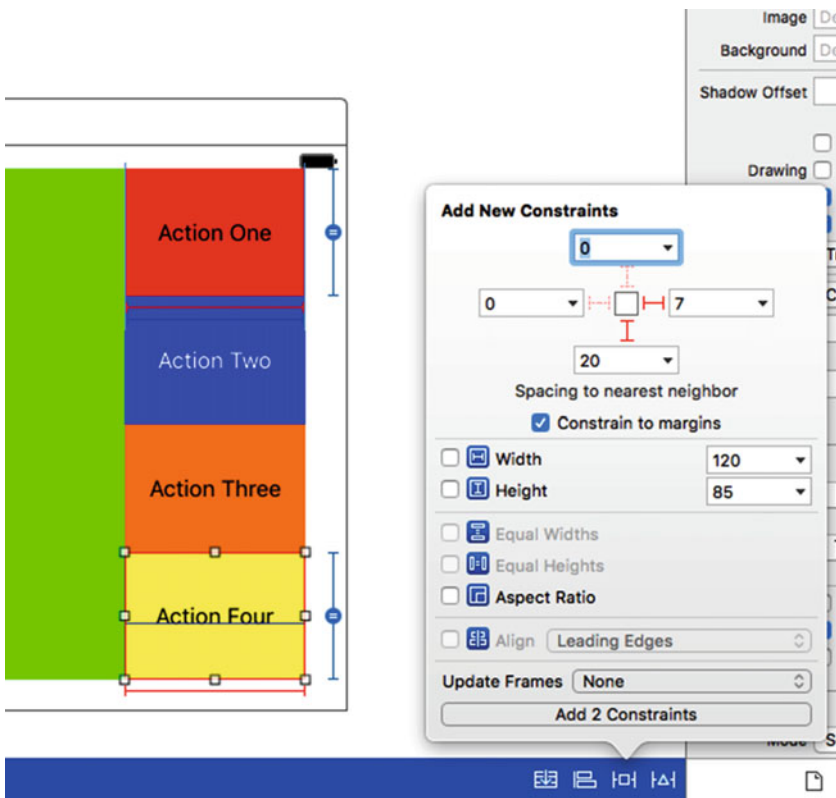 Image
Background
Shadow Offset
Drawing
Action One
Action Two
Action Three
Action Four
Add New Constraints
0
0 7
20
Spacing to nearest neighbor
Constrain to margins
Width 120
Height 85
Equal Widths
Equal Heights
Aspect Ratio
Align Leading Edges
Update Frames None
Add 2 Constraints
Mode S